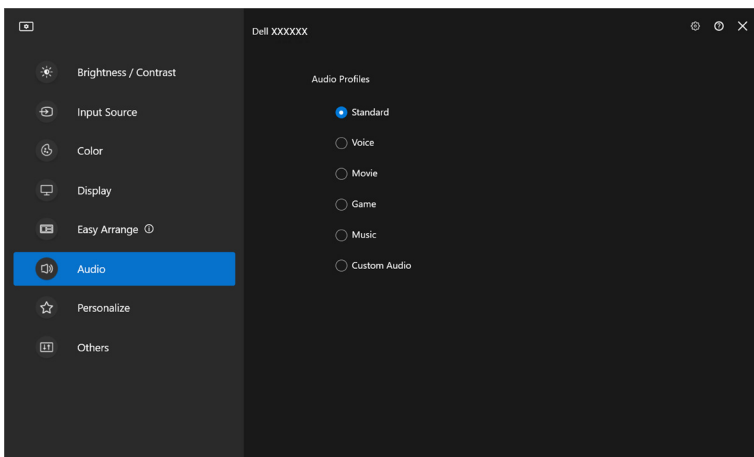 Dell XXXXXX
Brightness / Contrast
Input Source
Color
Display
Easy Arrange
Audio
Personalize
Others
Audio Profiles
Standard
Voice
Movie
Game
Music
Custom Audio